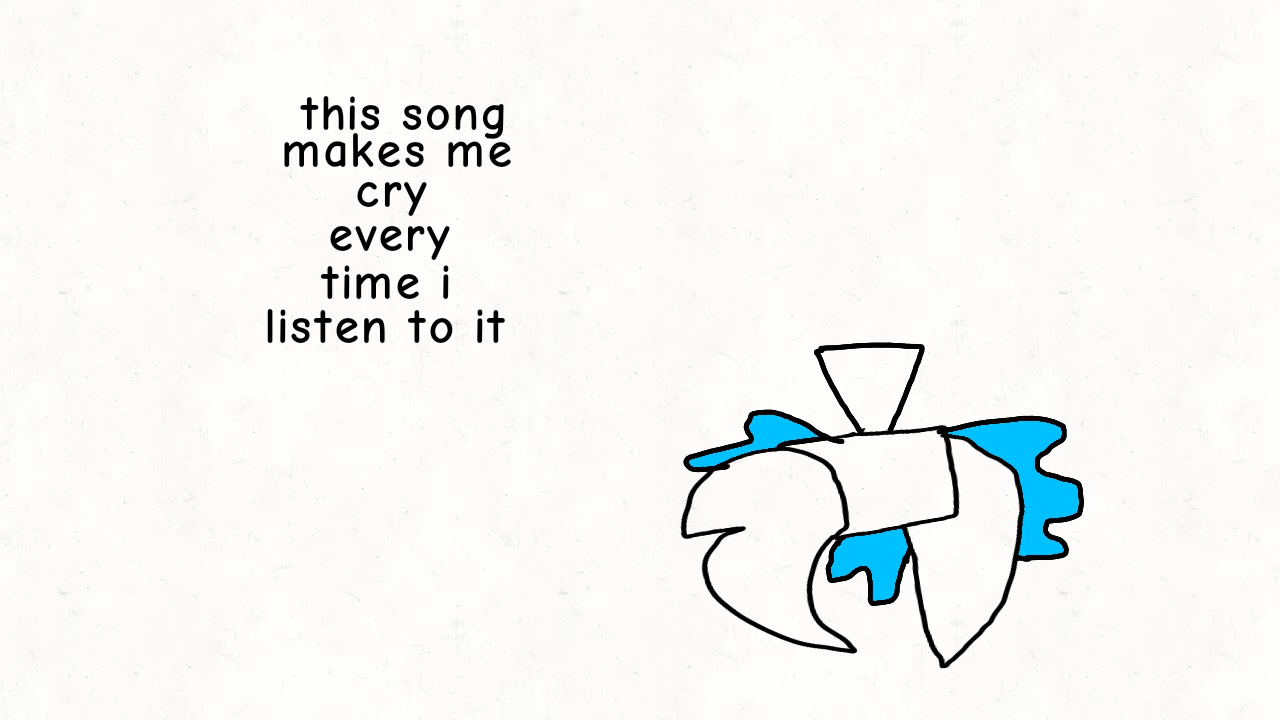 this song
makes me
cry
every
time i
listen to it